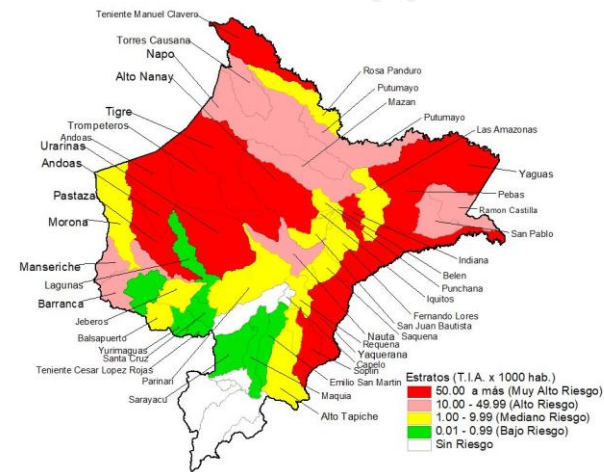 Teniente Manuel Clavero
Torres Causana
Napo
Alto Nanay
Rosa Panduro
Putumayo
Mazan
Putumayo
Las Amazonas
Tigre
Trompeteros
Andoas
Urarinas
Andoas
Pastaza
Morona
Manseriche
Lagunas
Barranca
Jeberos
Balsapuerto
Yurimaguas
Santa Cruz
Teniente Cesar Lopez Rojas
Parinari
Sarayacu
Yaguas
Pebas
Ramon Castilla
San Pablo
Indiana
Belen
Punchana
Iquitos
Fernando Lores
San Juan Bautista
Saquena
Nauta
Requena
Yaquerana
Capelo
Soplin
Emilio San Martin
Maquia
Alto Tapiche
Estratos (T.I.A. x 1000 hab.)
50.00 a más (Muy Alto Riesgo)
10.00 - 49.99 (Alto Riesgo)
1.00 - 9.99 (Mediano Riesgo)
0.01 - 0.99 (Bajo Riesgo)
Sin Riesgo